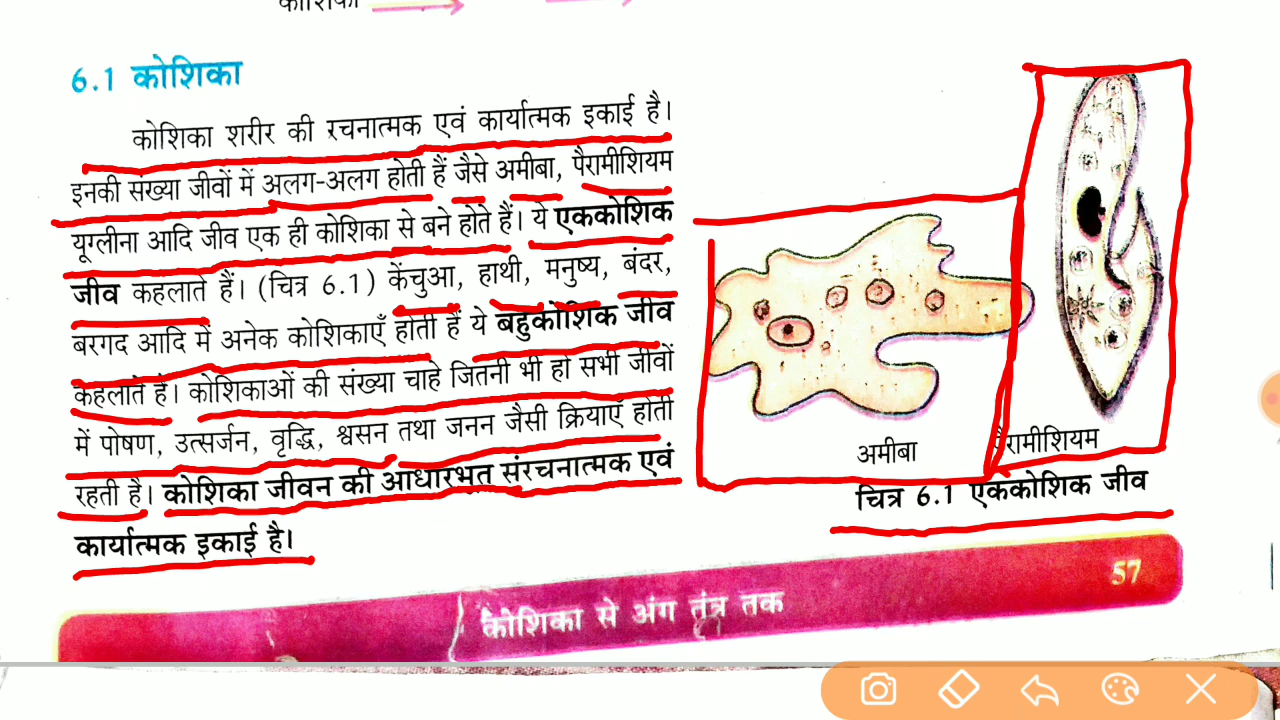 कोशिका
6.1 कोशिका
कोशिका शरीर की रचनात्मक एवं कार्यात्मक इकाई है।
इनकी संख्या जीवों में अलग-अलग होती हैं जैसे अमीबा, पैरामीशियम
यूग्लीना आदि जीव एक ही कोशिका से बने होते हैं। ये एककोशिक
जीव कहलाते हैं। (चित्र 6.1) केंचुआ, हाथी, मनुष्य, बंदर,
बरगद आदि में अनेक कोशिकाएँ होती हैं ये बहुकोशिक जीव
कहलाते हैं। कोशिकाओं की संख्या चाहे जितनी भी हो सभी जीवों
में पोषण, उत्सर्जन, वृद्धि, श्वसन तथा जनन जैसी क्रियाएँ होती
रहती हैं। कोशिका जीवन की आधारभूत संरचनात्मक एवं
कार्यात्मक इकाई है।
अमीबा
पैरामीशियम
चित्र 6.1 एककोशिक जीव
57
कोशिका से अंग तंत्र तक